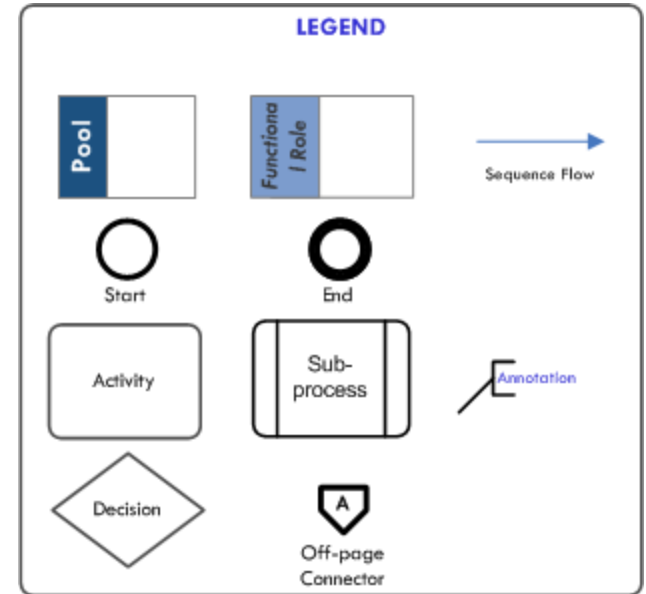 LEGEND
Pool
Functiona
l Role
Sequence Flow
Start
End
Activity
Sub-
process
Annotation
Decision
A
Off-page
Connector